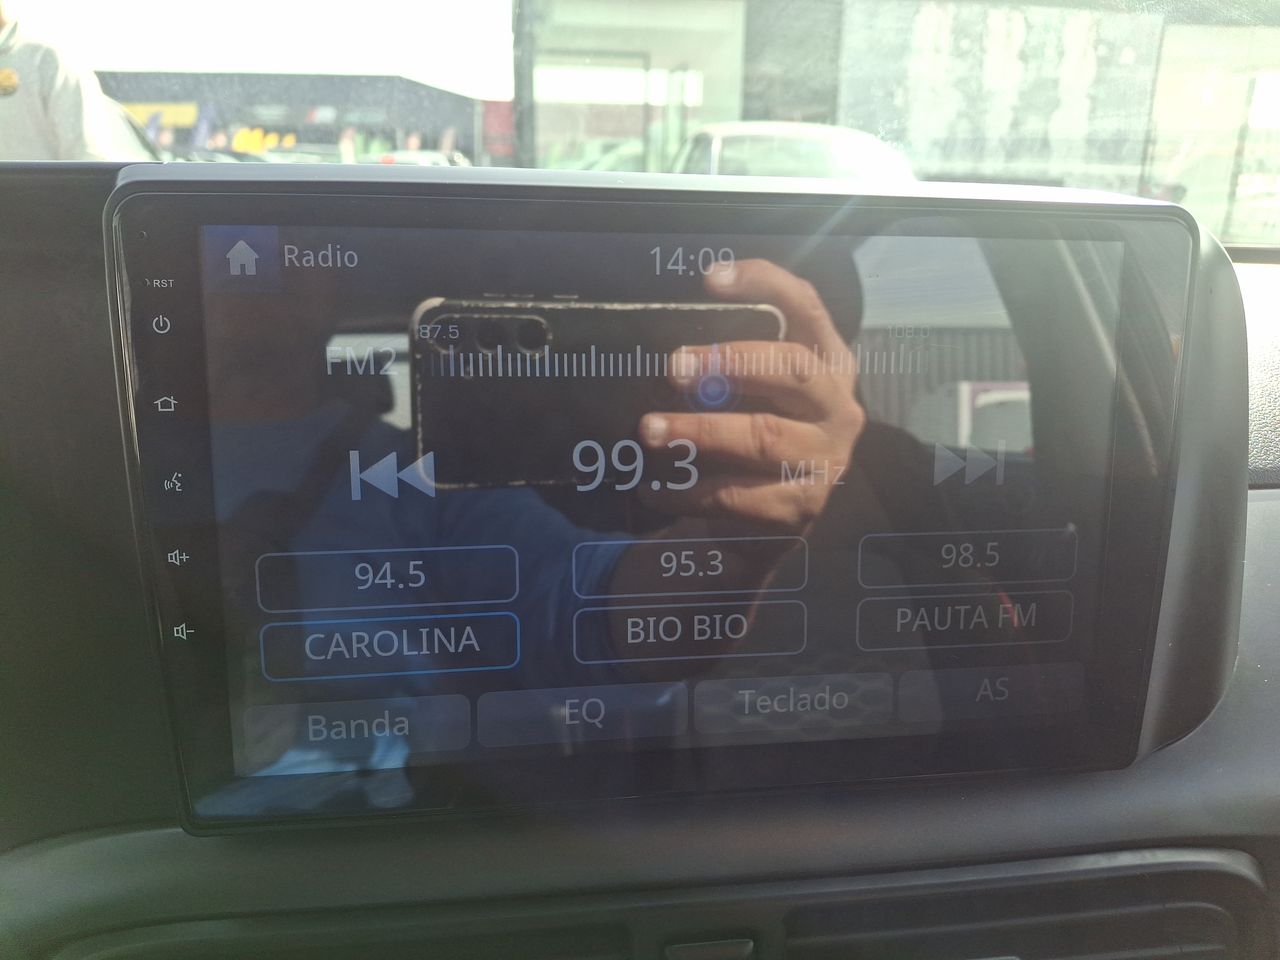 Radio
14:09
RST
87.5
108.0
FM2
99.3 MHz
94.5
95.3
98.5
CAROLINA
BIO BIO
PAUTA FM
Banda
EQ
Teclado
AS